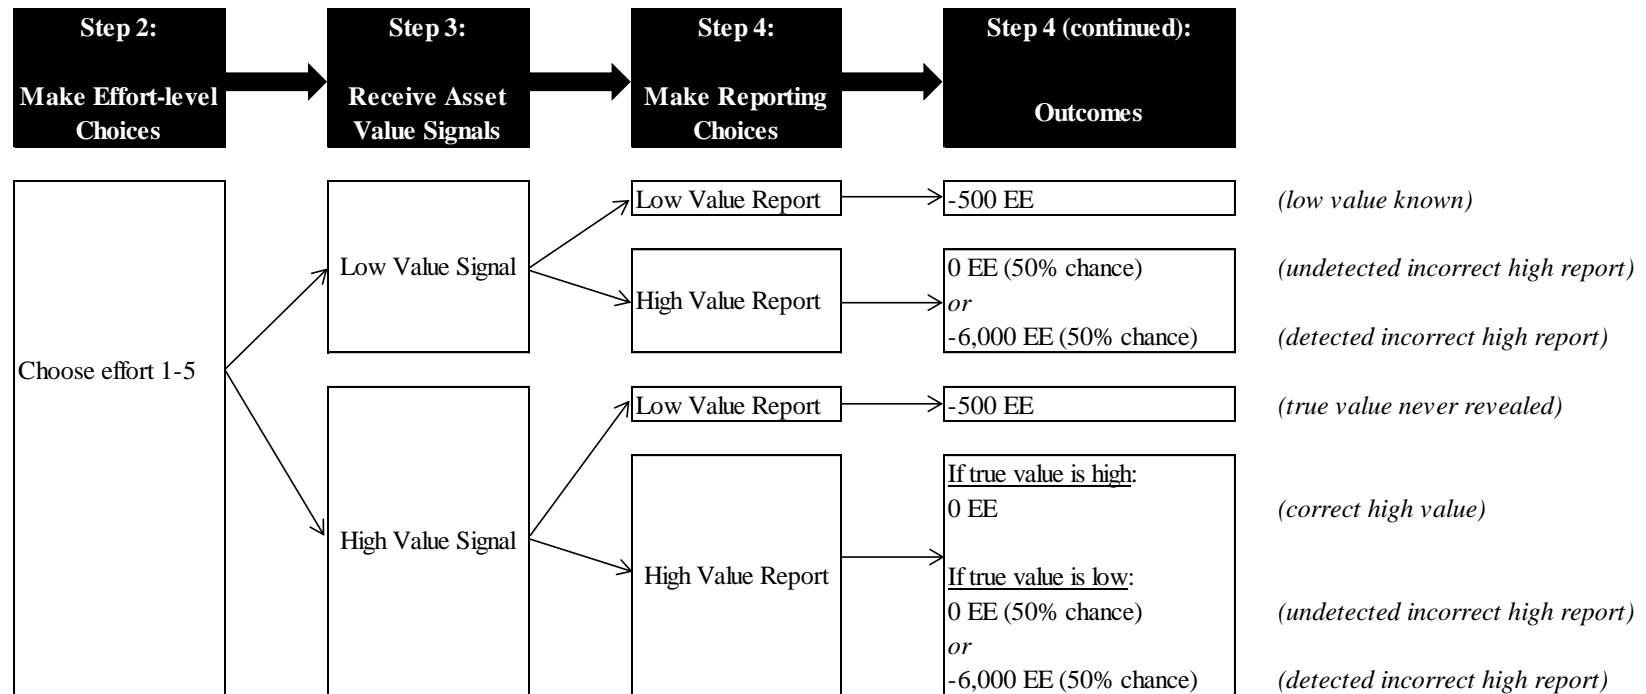 Step 2:
Make Effort-level
Choices
Step 3:
Receive Asset
Value Signals
Step 4:
Make Reporting
Choices
Step 4 (continued):
Outcomes
Choose effort 1-5
Low Value Signal
Low Value Report
-500 EE
(low value known)
High Value Report
0 EE (50% chance)
or
-6,000 EE (50% chance)
(undetected incorrect high report)
(detected incorrect high report)
High Value Signal
Low Value Report
-500 EE
(true value never revealed)
High Value Report
If true value is high:
0 EE
(correct high value)
If true value is low:
0 EE (50% chance)
or
-6,000 EE (50% chance)
(undetected incorrect high report)
(detected incorrect high report)